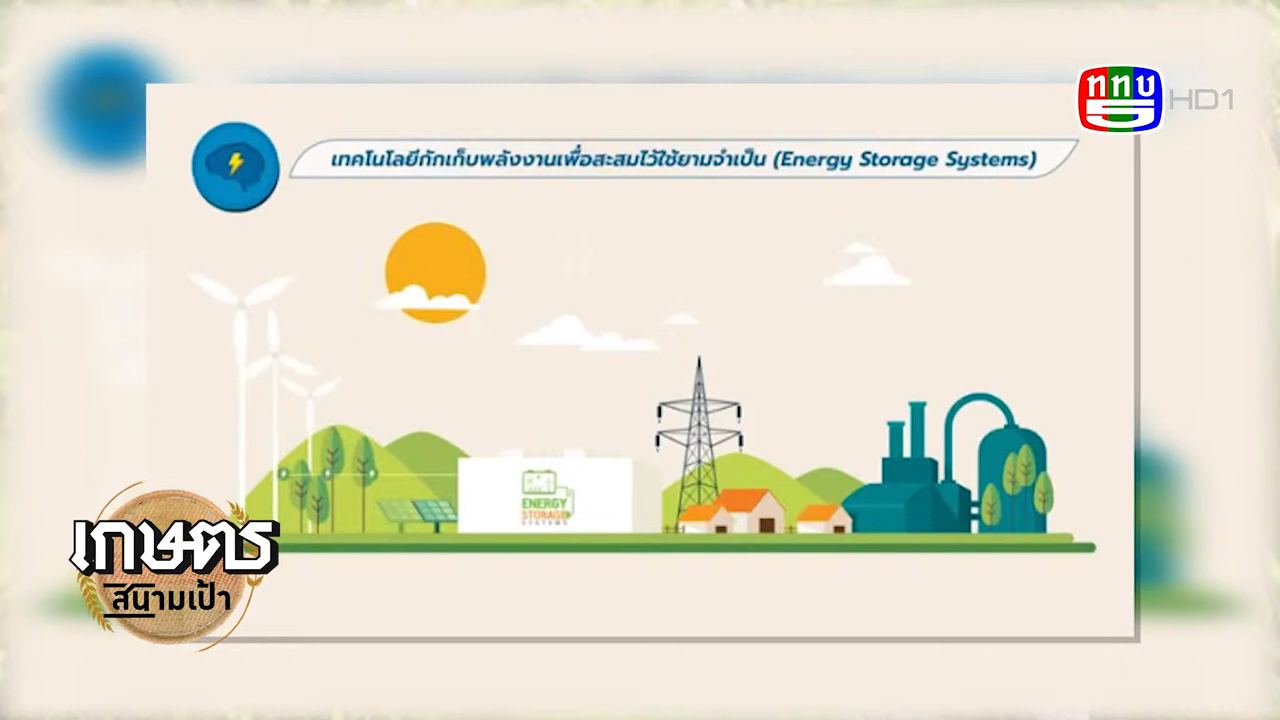 ททบ
5
HD1
เทคโนโลยีกักเก็บพลังงานเพื่อสะสมไว้ใช้ยามจำเป็น (Energy Storage Systems)
ENERGY
STORAGE
SYSTEMS
เกษตร
สนามเป้า